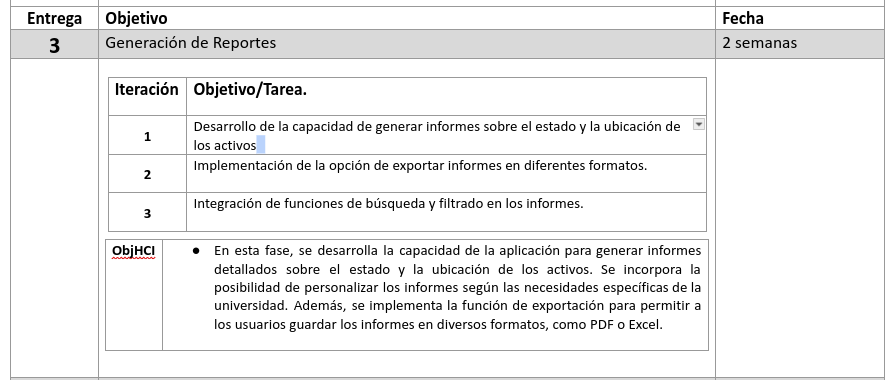 Entrega Objetivo Fecha
3 Generación de Reportes 2 semanas
Iteración Objetivo/Tarea.
1 Desarrollo de la capacidad de generar informes sobre el estado y la ubicación de
los activos
2 Implementación de la opción de exportar informes en diferentes formatos.
3 Integración de funciones de búsqueda y filtrado en los informes.
ObjHCI ● En esta fase, se desarrolla la capacidad de la aplicación para generar informes
detallados sobre el estado y la ubicación de los activos. Se incorpora la
posibilidad de personalizar los informes según las necesidades específicas de la
universidad. Además, se implementa la función de exportación para permitir a
los usuarios guardar los informes en diversos formatos, como PDF o Excel.